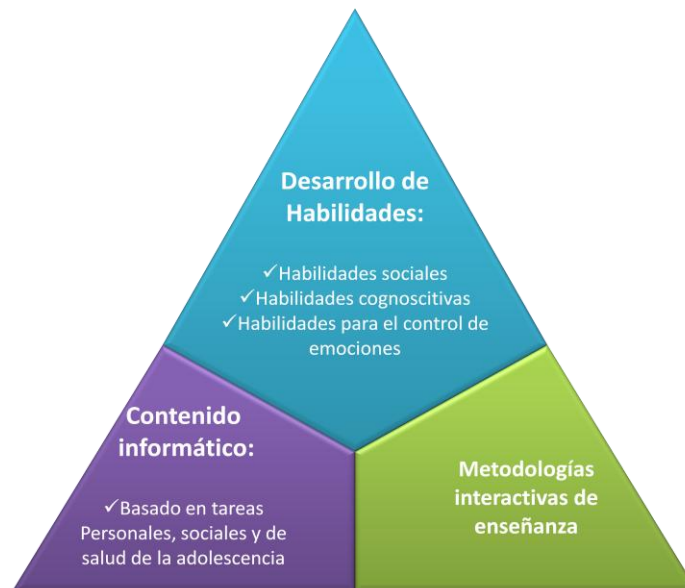 Desarrollo de
Habilidades:
✓Habilidades sociales
✓Habilidades cognoscitivas
✓Habilidades para el control de
emociones
Contenido
informático:
✓Basado en tareas
Personales, sociales y de
salud de la adolescencia
Metodologías
interactivas de
enseñanza